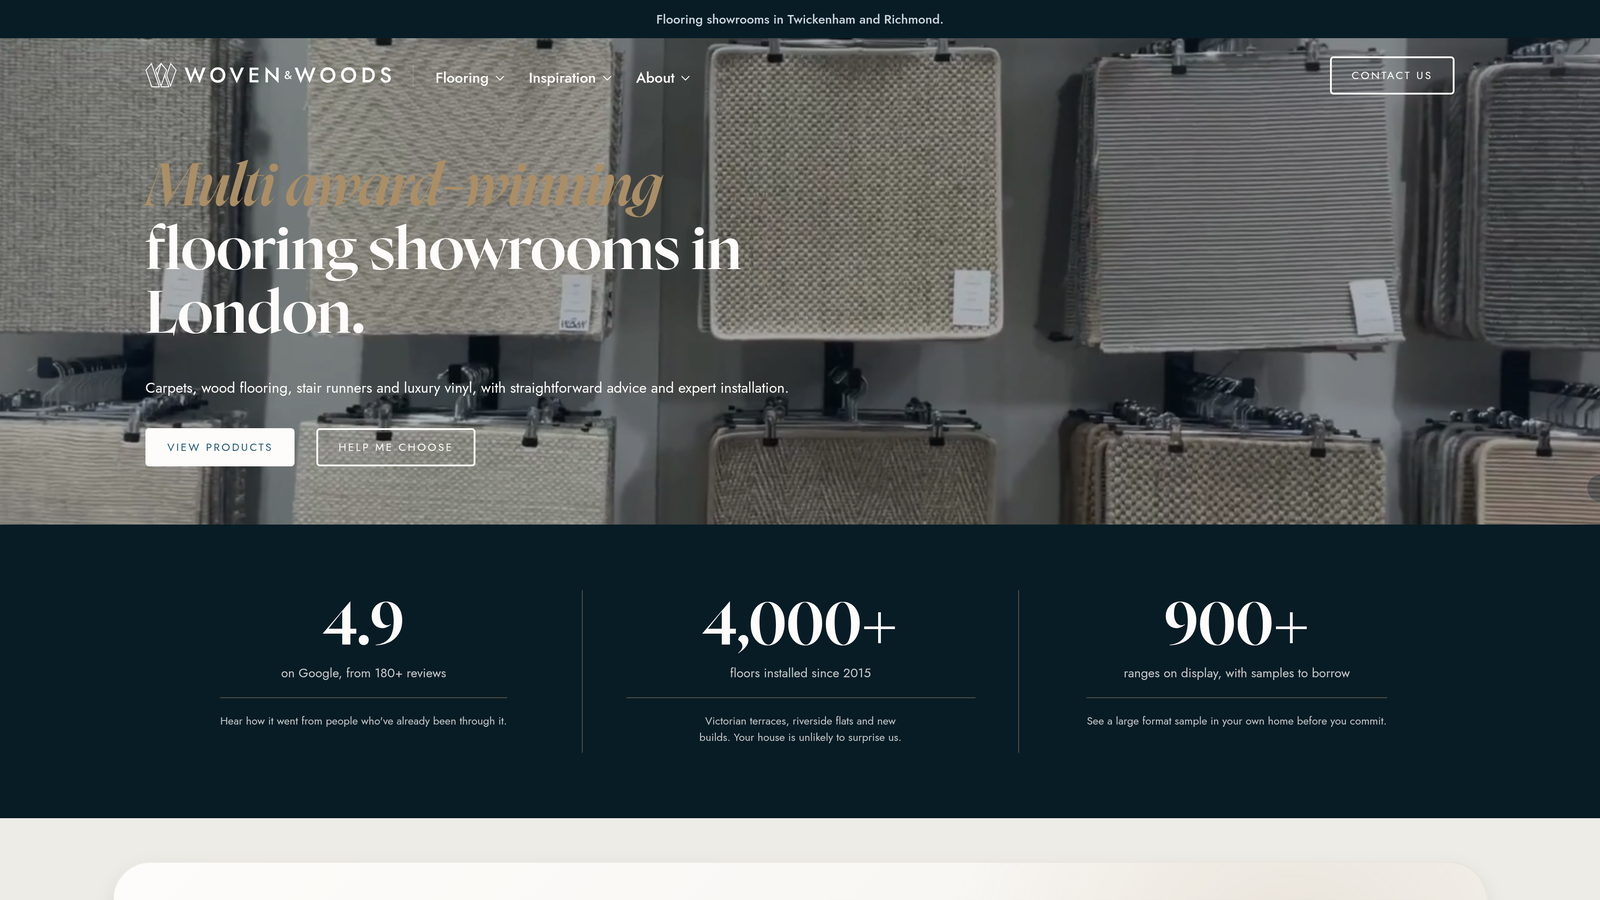 Flooring showrooms in Twickenham and Richmond.
WOVEN & WOODS
Flooring
Inspiration
About
CONTACT US
Multi award-winning
flooring showrooms in
London.
Carpets, wood flooring, stair runners and luxury vinyl, with straightforward advice and expert installation.
VIEW PRODUCTS
HELP ME CHOOSE
4.9
on Google, from 180+ reviews
Hear how it went from people who've already been through it.
4,000+
floors installed since 2015
Victorian terraces, riverside flats and new
builds. Your house is unlikely to surprise us.
900+
ranges on display, with samples to borrow
See a large format sample in your own home before you commit.